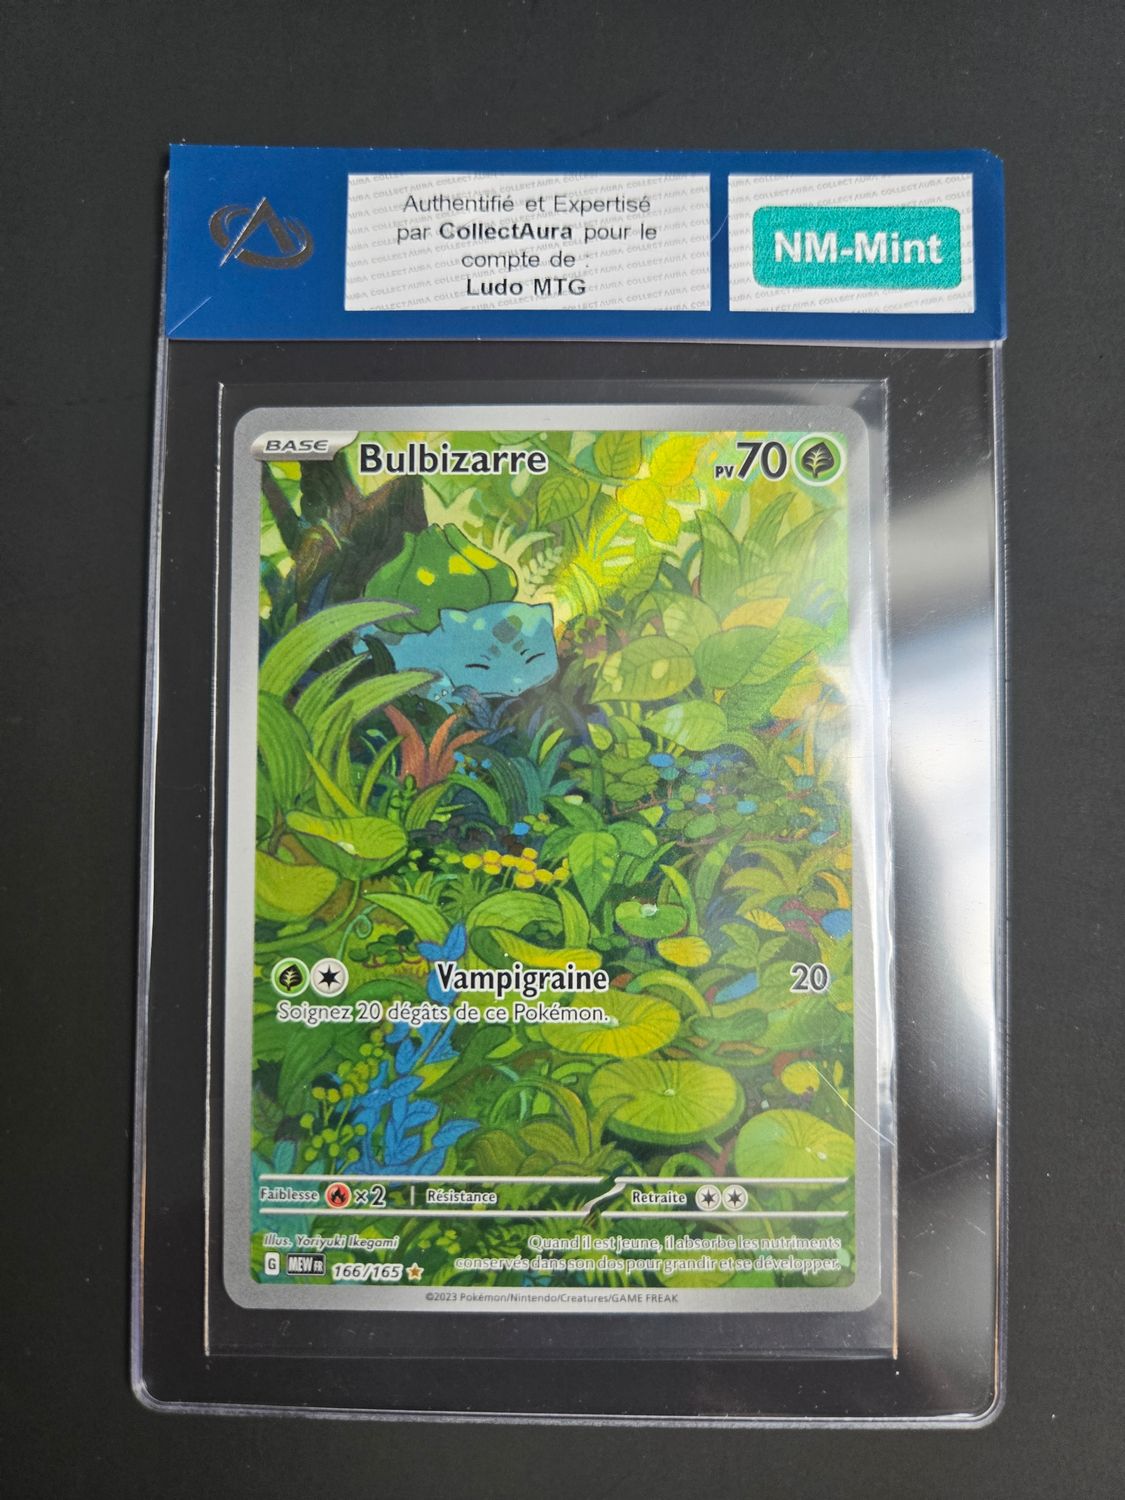 Authentifié et Expertisé
par CollectAura pour le
compte de :
Ludo MTG
NM-Mint
BASE
Bulbizarre
PV 70
Vampigraine 20
Soignez 20 dégâts de ce Pokémon.
Faiblesse ×2 Résistance Retraite
Illus. Yoriyuki Ikegami
Quand il est jeune, il absorbe les nutriments
conservés dans son dos pour grandir et se développer.
G MEW FR 166/165
©2023 Pokémon/Nintendo/Creatures/GAME FREAK